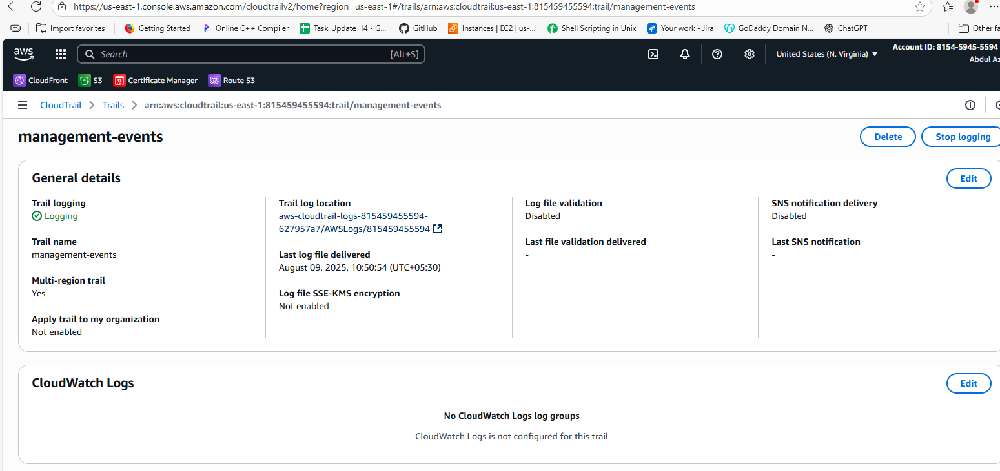 https://us-east-1.console.aws.amazon.com/cloudtrailv2/home?region=us-east-1#/trails/arn:aws:cloudtrail:us-east-1:815459455594:trail/management-events
Import favorites Getting Started Online C++ Compiler Task_Update_14 - G... GitHub Instances | EC2 | us-... Shell Scripting in Unix Your work - Jira GoDaddy Domain N... ChatGPT Other fa
aws Search [Alt+S] United States (N. Virginia) Account ID: 8154-5945-5594
Abdul Az
CloudFront S3 Certificate Manager Route 53
CloudTrail Trails arn:aws:cloudtrail:us-east-1:815459455594:trail/management-events
management-events Delete Stop logging
General details Edit
Trail logging
Logging
Trail name
management-events
Multi-region trail
Yes
Apply trail to my organization
Not enabled
Trail log location
aws-cloudtrail-logs-815459455594-
627957a7/AWSLogs/815459455594
Last log file delivered
August 09, 2025, 10:50:54 (UTC+05:30)
Log file SSE-KMS encryption
Not enabled
Log file validation
Disabled
Last file validation delivered
-
SNS notification delivery
Disabled
Last SNS notification
-
CloudWatch Logs Edit
No CloudWatch Logs log groups
CloudWatch Logs is not configured for this trail